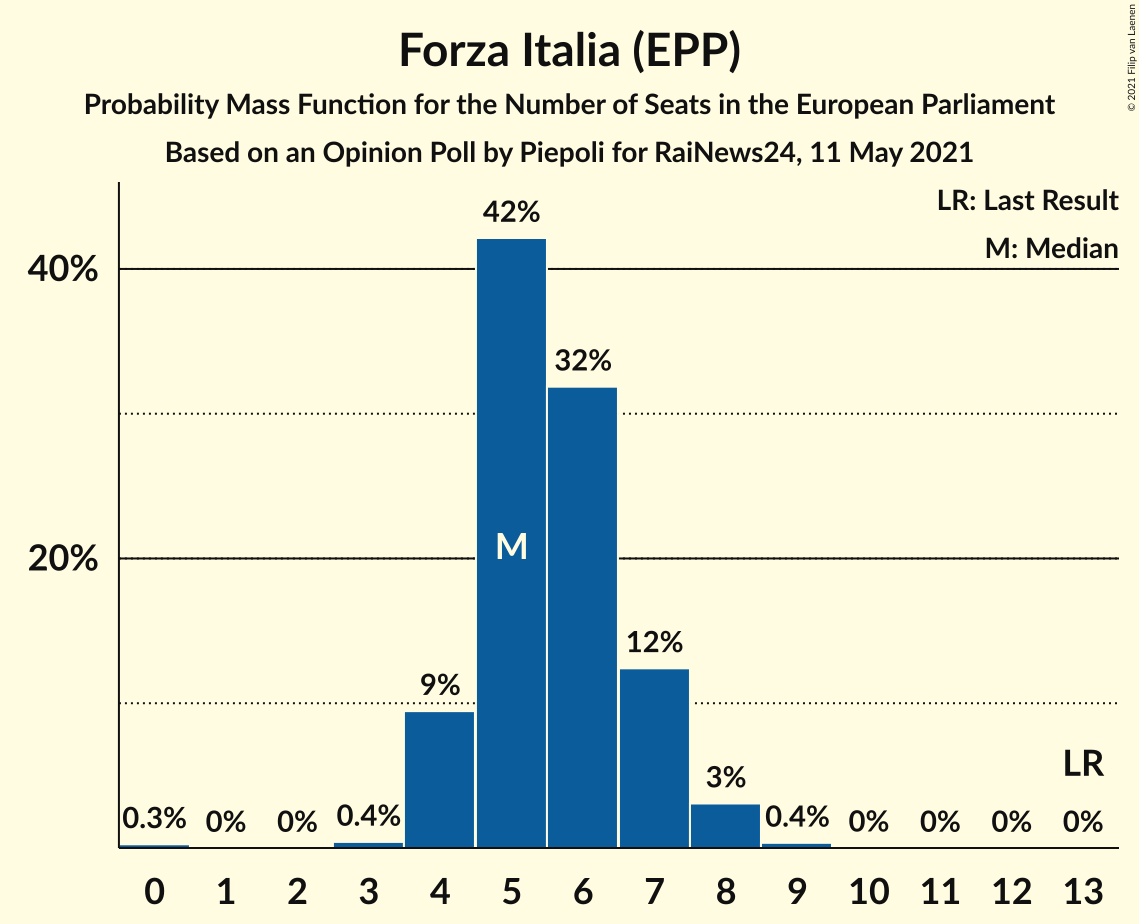 Forza Italia (EPP)
Probability Mass Function for the Number of Seats in the European Parliament
Based on an Opinion Poll by Piepoli for RaiNews24, 11 May 2021
© 2021 Filip van Laenen
LR: Last Result
M: Median
40%
20%
42%
32%
12%
9%
3%
0.3%
0%
0%
0.4%
0.4%
0%
0%
0%
0%
M
LR
0 1 2 3 4 5 6 7 8 9 10 11 12 13